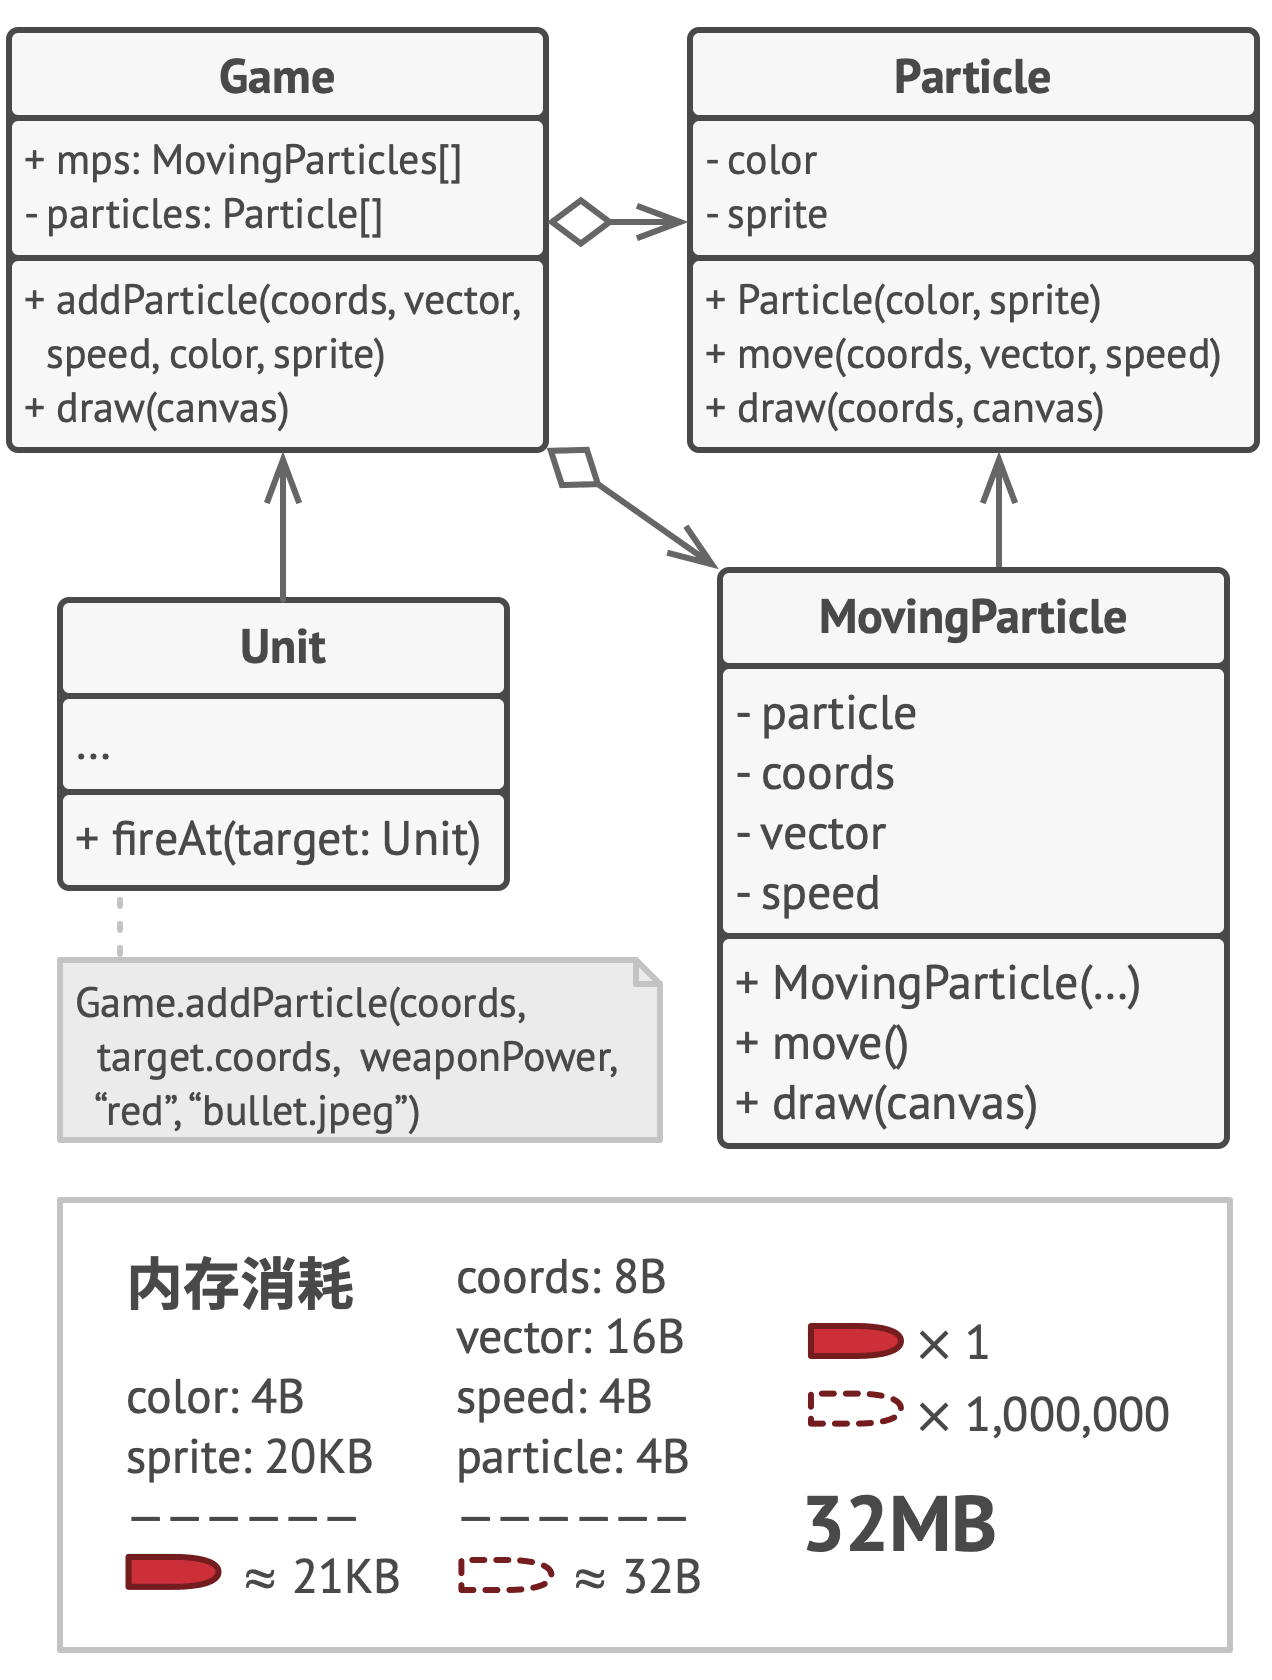 Game
+ mps: MovingParticles[]
- particles: Particle[]
+ addParticle(coords, vector,
speed, color, sprite)
+ draw(canvas)
Particle
- color
- sprite
+ Particle(color, sprite)
+ move(coords, vector, speed)
+ draw(coords, canvas)
Unit
...
+ fireAt(target: Unit)
Game.addParticle(coords,
target.coords, weaponPower,
“red”, “bullet.jpeg”)
MovingParticle
- particle
- coords
- vector
- speed
+ MovingParticle(...)
+ move()
+ draw(canvas)
内存消耗
color: 4B
sprite: 20KB
≈ 21KB
coords: 8B
vector: 16B
speed: 4B
particle: 4B
≈ 32B
× 1
× 1,000,000
32MB